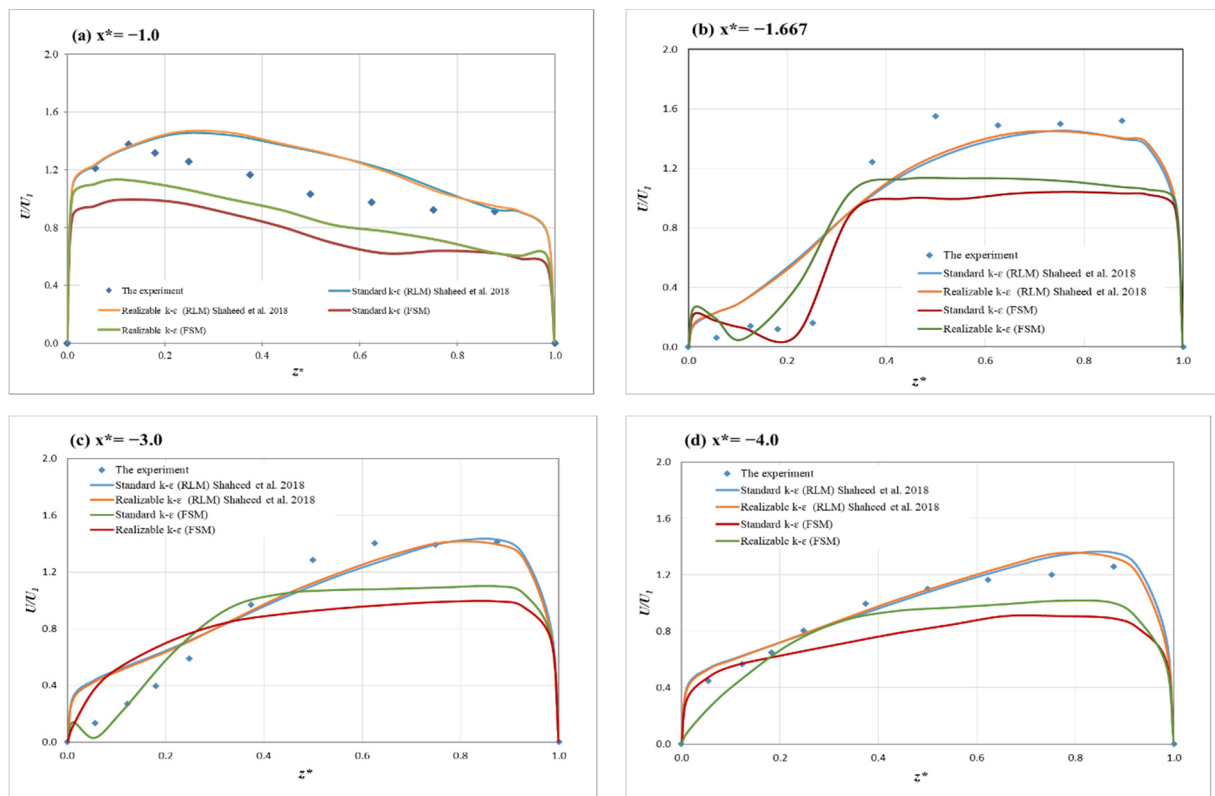 (a) x*= −1.0
2.0
1.6
1.2
0.8
0.4
0.0
U/U1
The experiment
Standard k-ε (RLM) Shaheed et al. 2018
Realizable k-ε (RLM) Shaheed et al. 2018
Standard k-ε (FSM)
Realizable k-ε (FSM)
0.0 0.2 0.4 0.6 0.8 1.0
z*
(b) x*= −1.667
2.0
1.6
1.2
0.8
0.4
0.0
U/U1
The experiment
Standard k-ε (RLM) Shaheed et al. 2018
Realizable k-ε (RLM) Shaheed et al. 2018
Standard k-ε (FSM)
Realizable k-ε (FSM)
0.0 0.2 0.4 0.6 0.8 1.0
z*
(c) x*= −3.0
2.0
1.6
1.2
0.8
0.4
0.0
U/U1
The experiment
Standard k-ε (RLM) Shaheed et al. 2018
Realizable k-ε (RLM) Shaheed et al. 2018
Standard k-ε (FSM)
Realizable k-ε (FSM)
0.0 0.2 0.4 0.6 0.8 1.0
z*
(d) x*= −4.0
2.0
1.6
1.2
0.8
0.4
0.0
U/U1
The experiment
Standard k-ε (RLM) Shaheed et al. 2018
Realizable k-ε (RLM) Shaheed et al. 2018
Standard k-ε (FSM)
Realizable k-ε (FSM)
0.0 0.2 0.4 0.6 0.8 1.0
z*